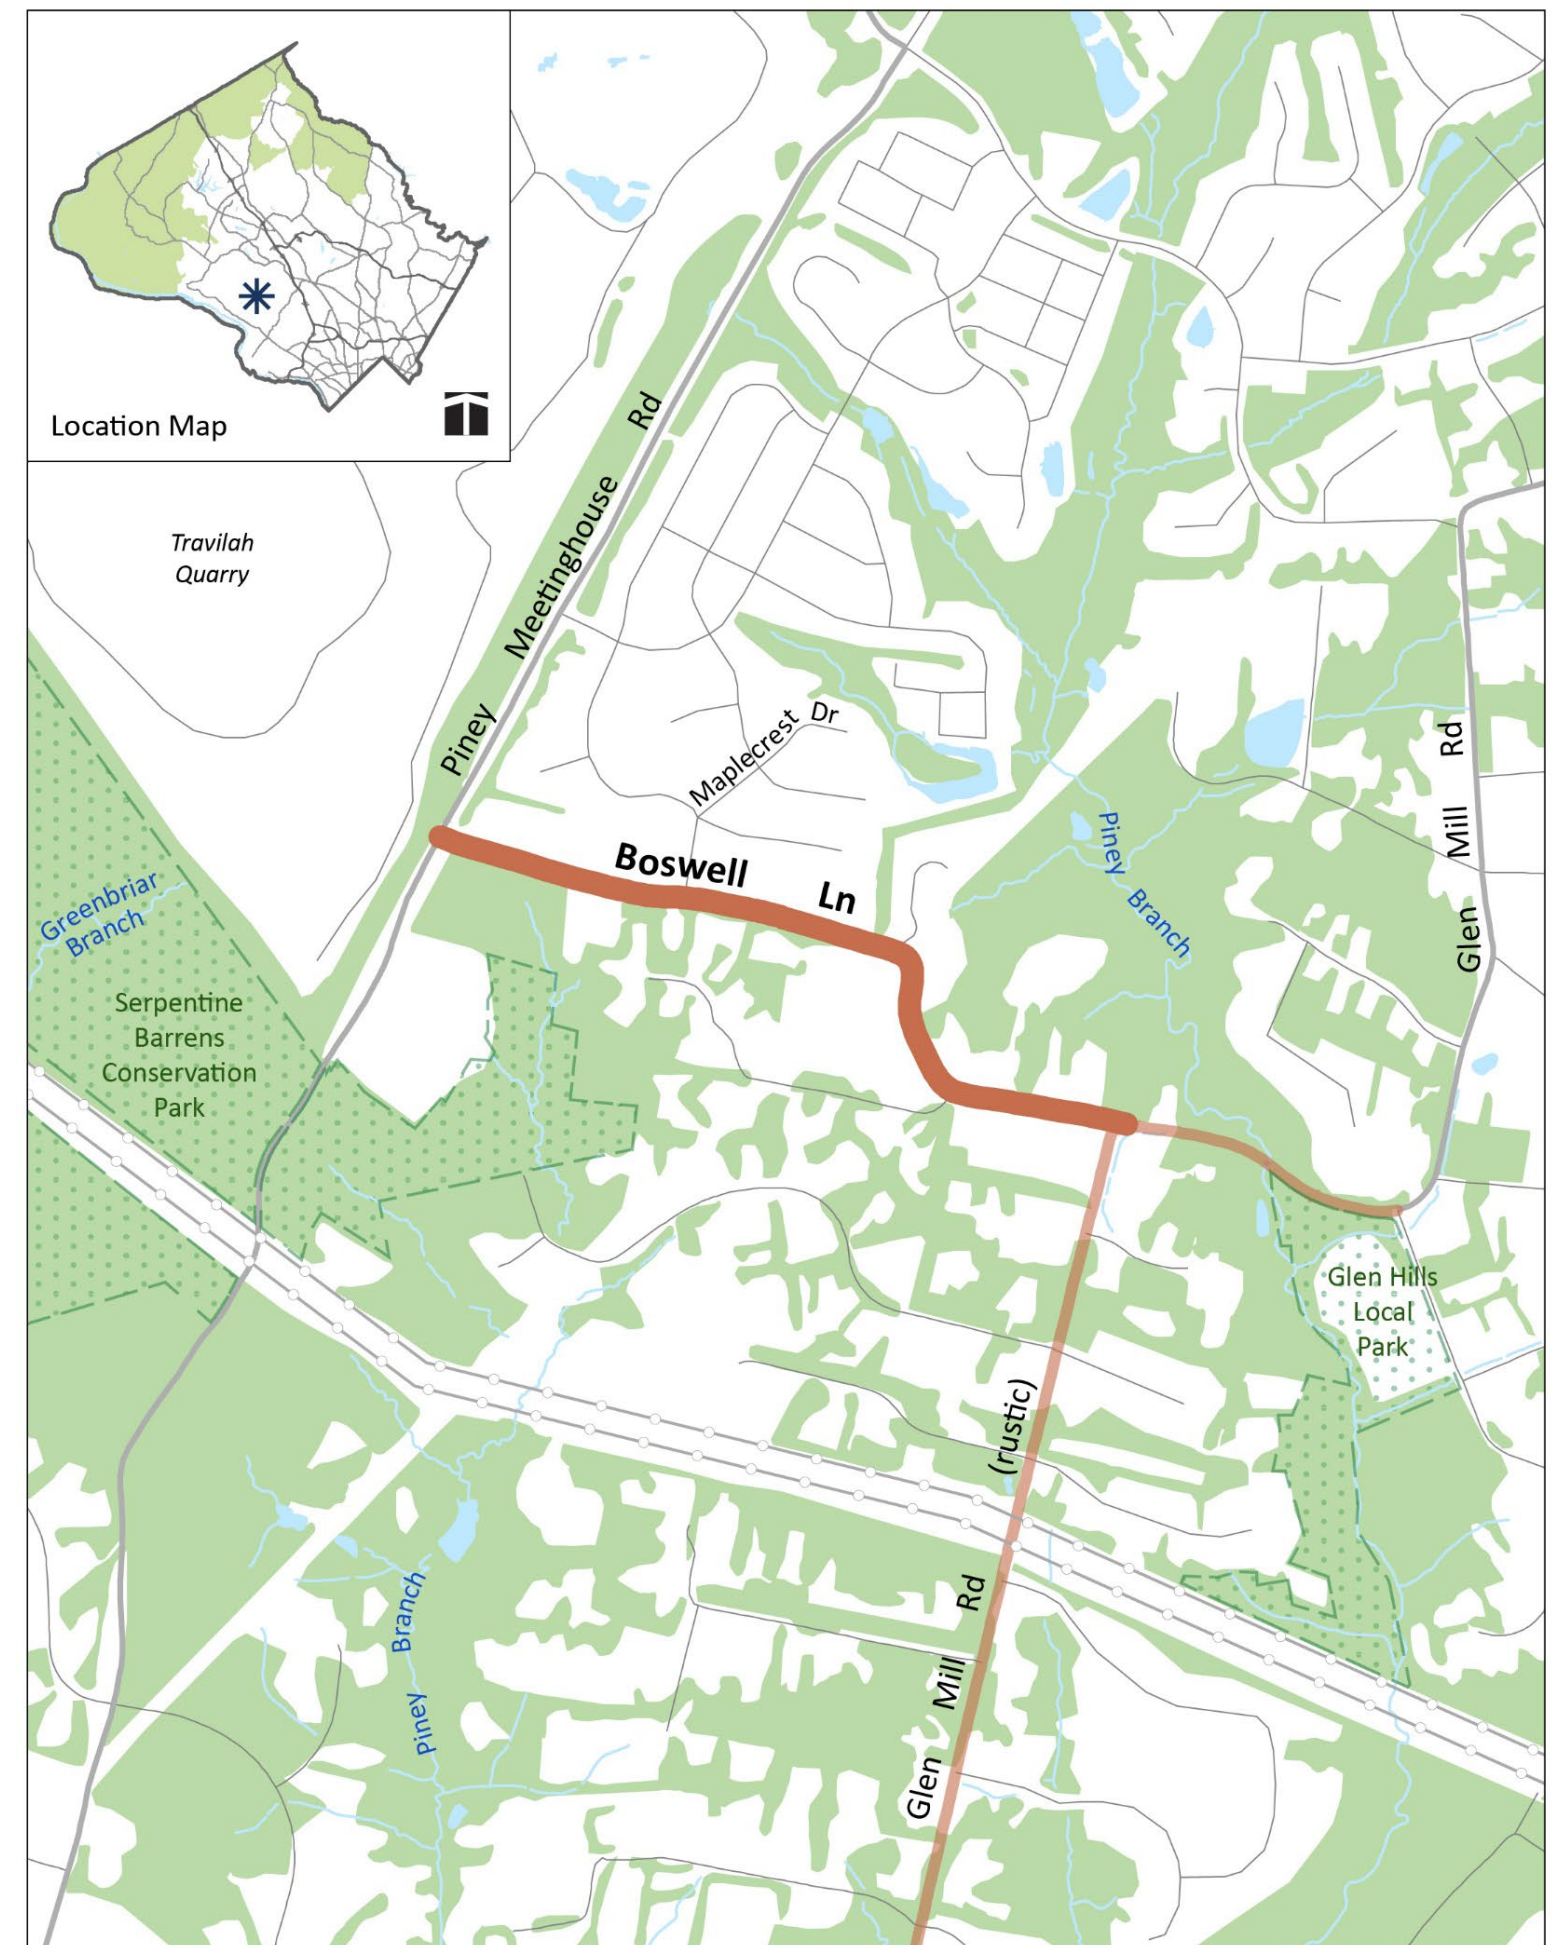 Location Map
Piney Meetinghouse Rd
Travilah
Quarry
Maplecrest Dr
Boswell Ln
Glen Mill Rd
Piney Branch
Greenbriar
Branch
Serpentine
Barrens
Conservation
Park
Glen Hills
Local
Park
Glen Mill Rd (rustic)
Piney Branch